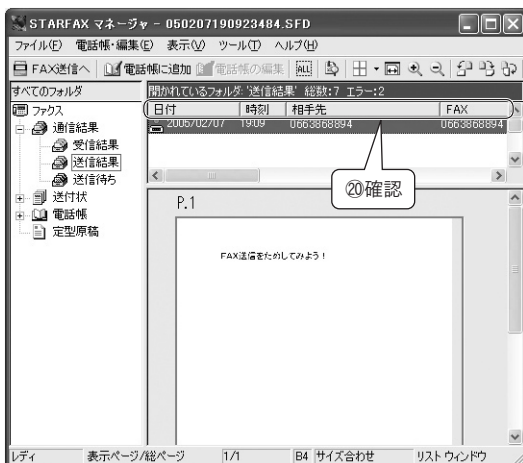 STARFAX マネージャ - 050207190923484.SFD
ファイル(F) 電話帳・編集(E) 表示(V) ツール(T) ヘルプ(H)
FAX送信へ 電話帳に追加 電話帳の編集 ALL
すべてのフォルダ
開かれているフォルダ:'送信結果' 総数:7 エラー:2
ファクス
通信結果
受信結果
送信結果
送信待ち
送付状
電話帳
定型原稿
日付 時刻 相手先 FAX
2005/02/07 19:09 0663868894 0663868894
⑳確認
P.1
FAX送信をためしてみよう!
レディ 表示ページ/総ページ 1/1 B4 サイズ合わせ リスト ウィンドウ